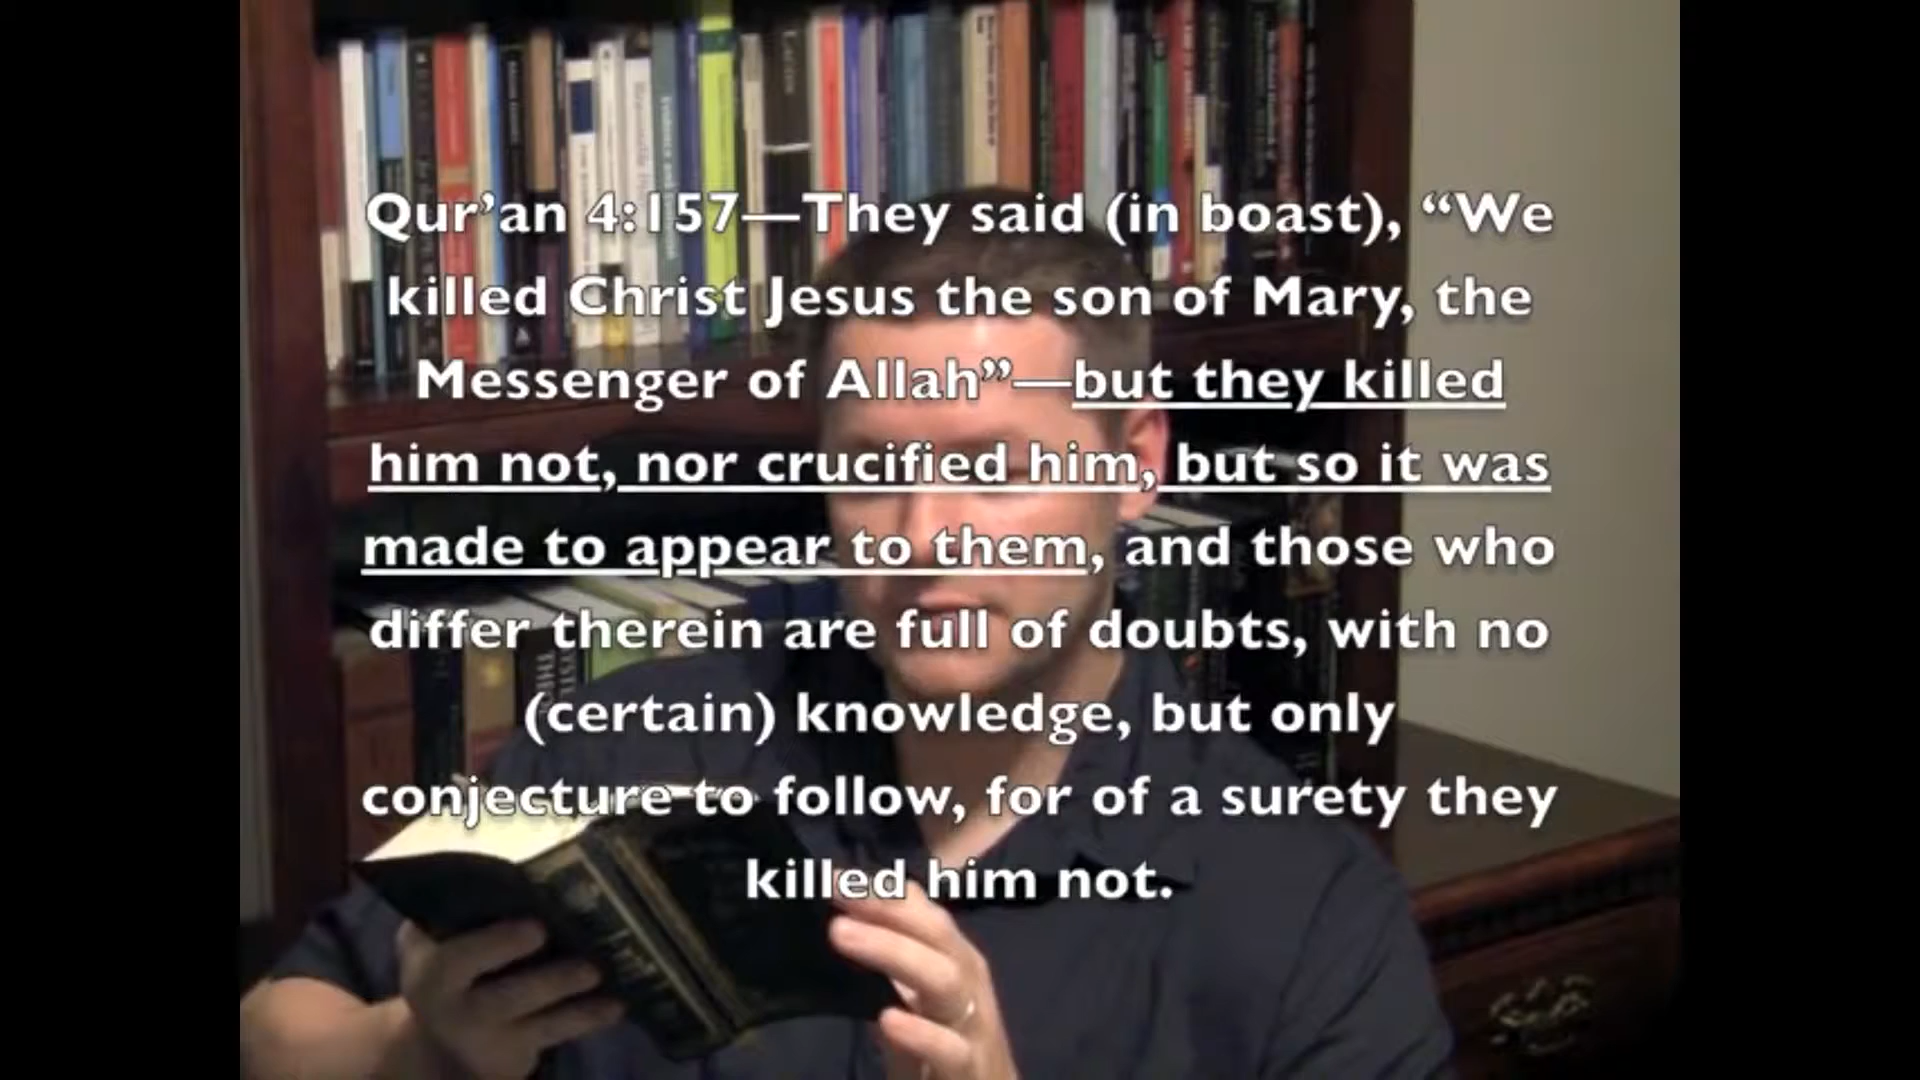 Qur’an 4:157—They said (in boast), “We
killed Christ Jesus the son of Mary, the
Messenger of Allah”—but they killed
him not, nor crucified him, but so it was
made to appear to them, and those who
differ therein are full of doubts, with no
(certain) knowledge, but only
conjecture to follow, for of a surety they
killed him not.